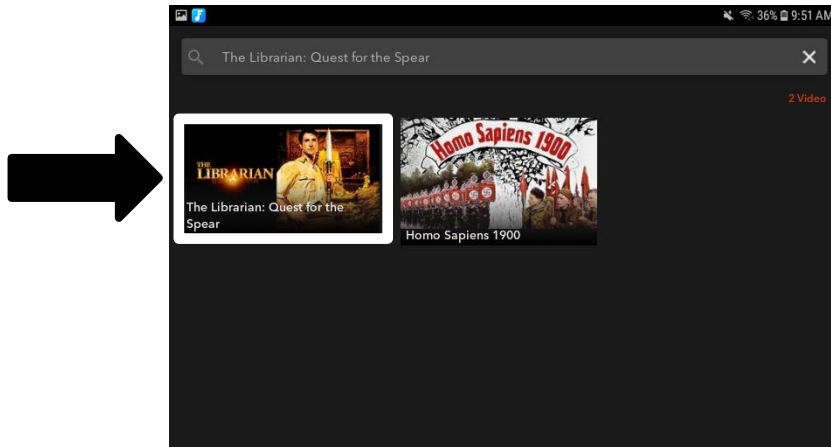 36% 9:51 AM
The Librarian: Quest for the Spear
2 Video
THE
LIBRARIAN
The Librarian: Quest for the
Spear
Homo Sapiens 1900
Homo Sapiens 1900